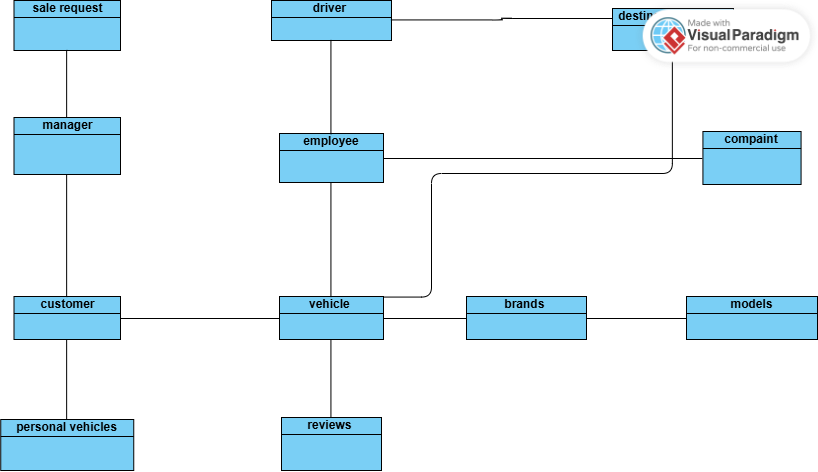 sale request
driver
Made with
Visual Paradigm
For non-commercial use
manager
employee
compaint
customer
vehicle
brands
models
personal vehicles
reviews